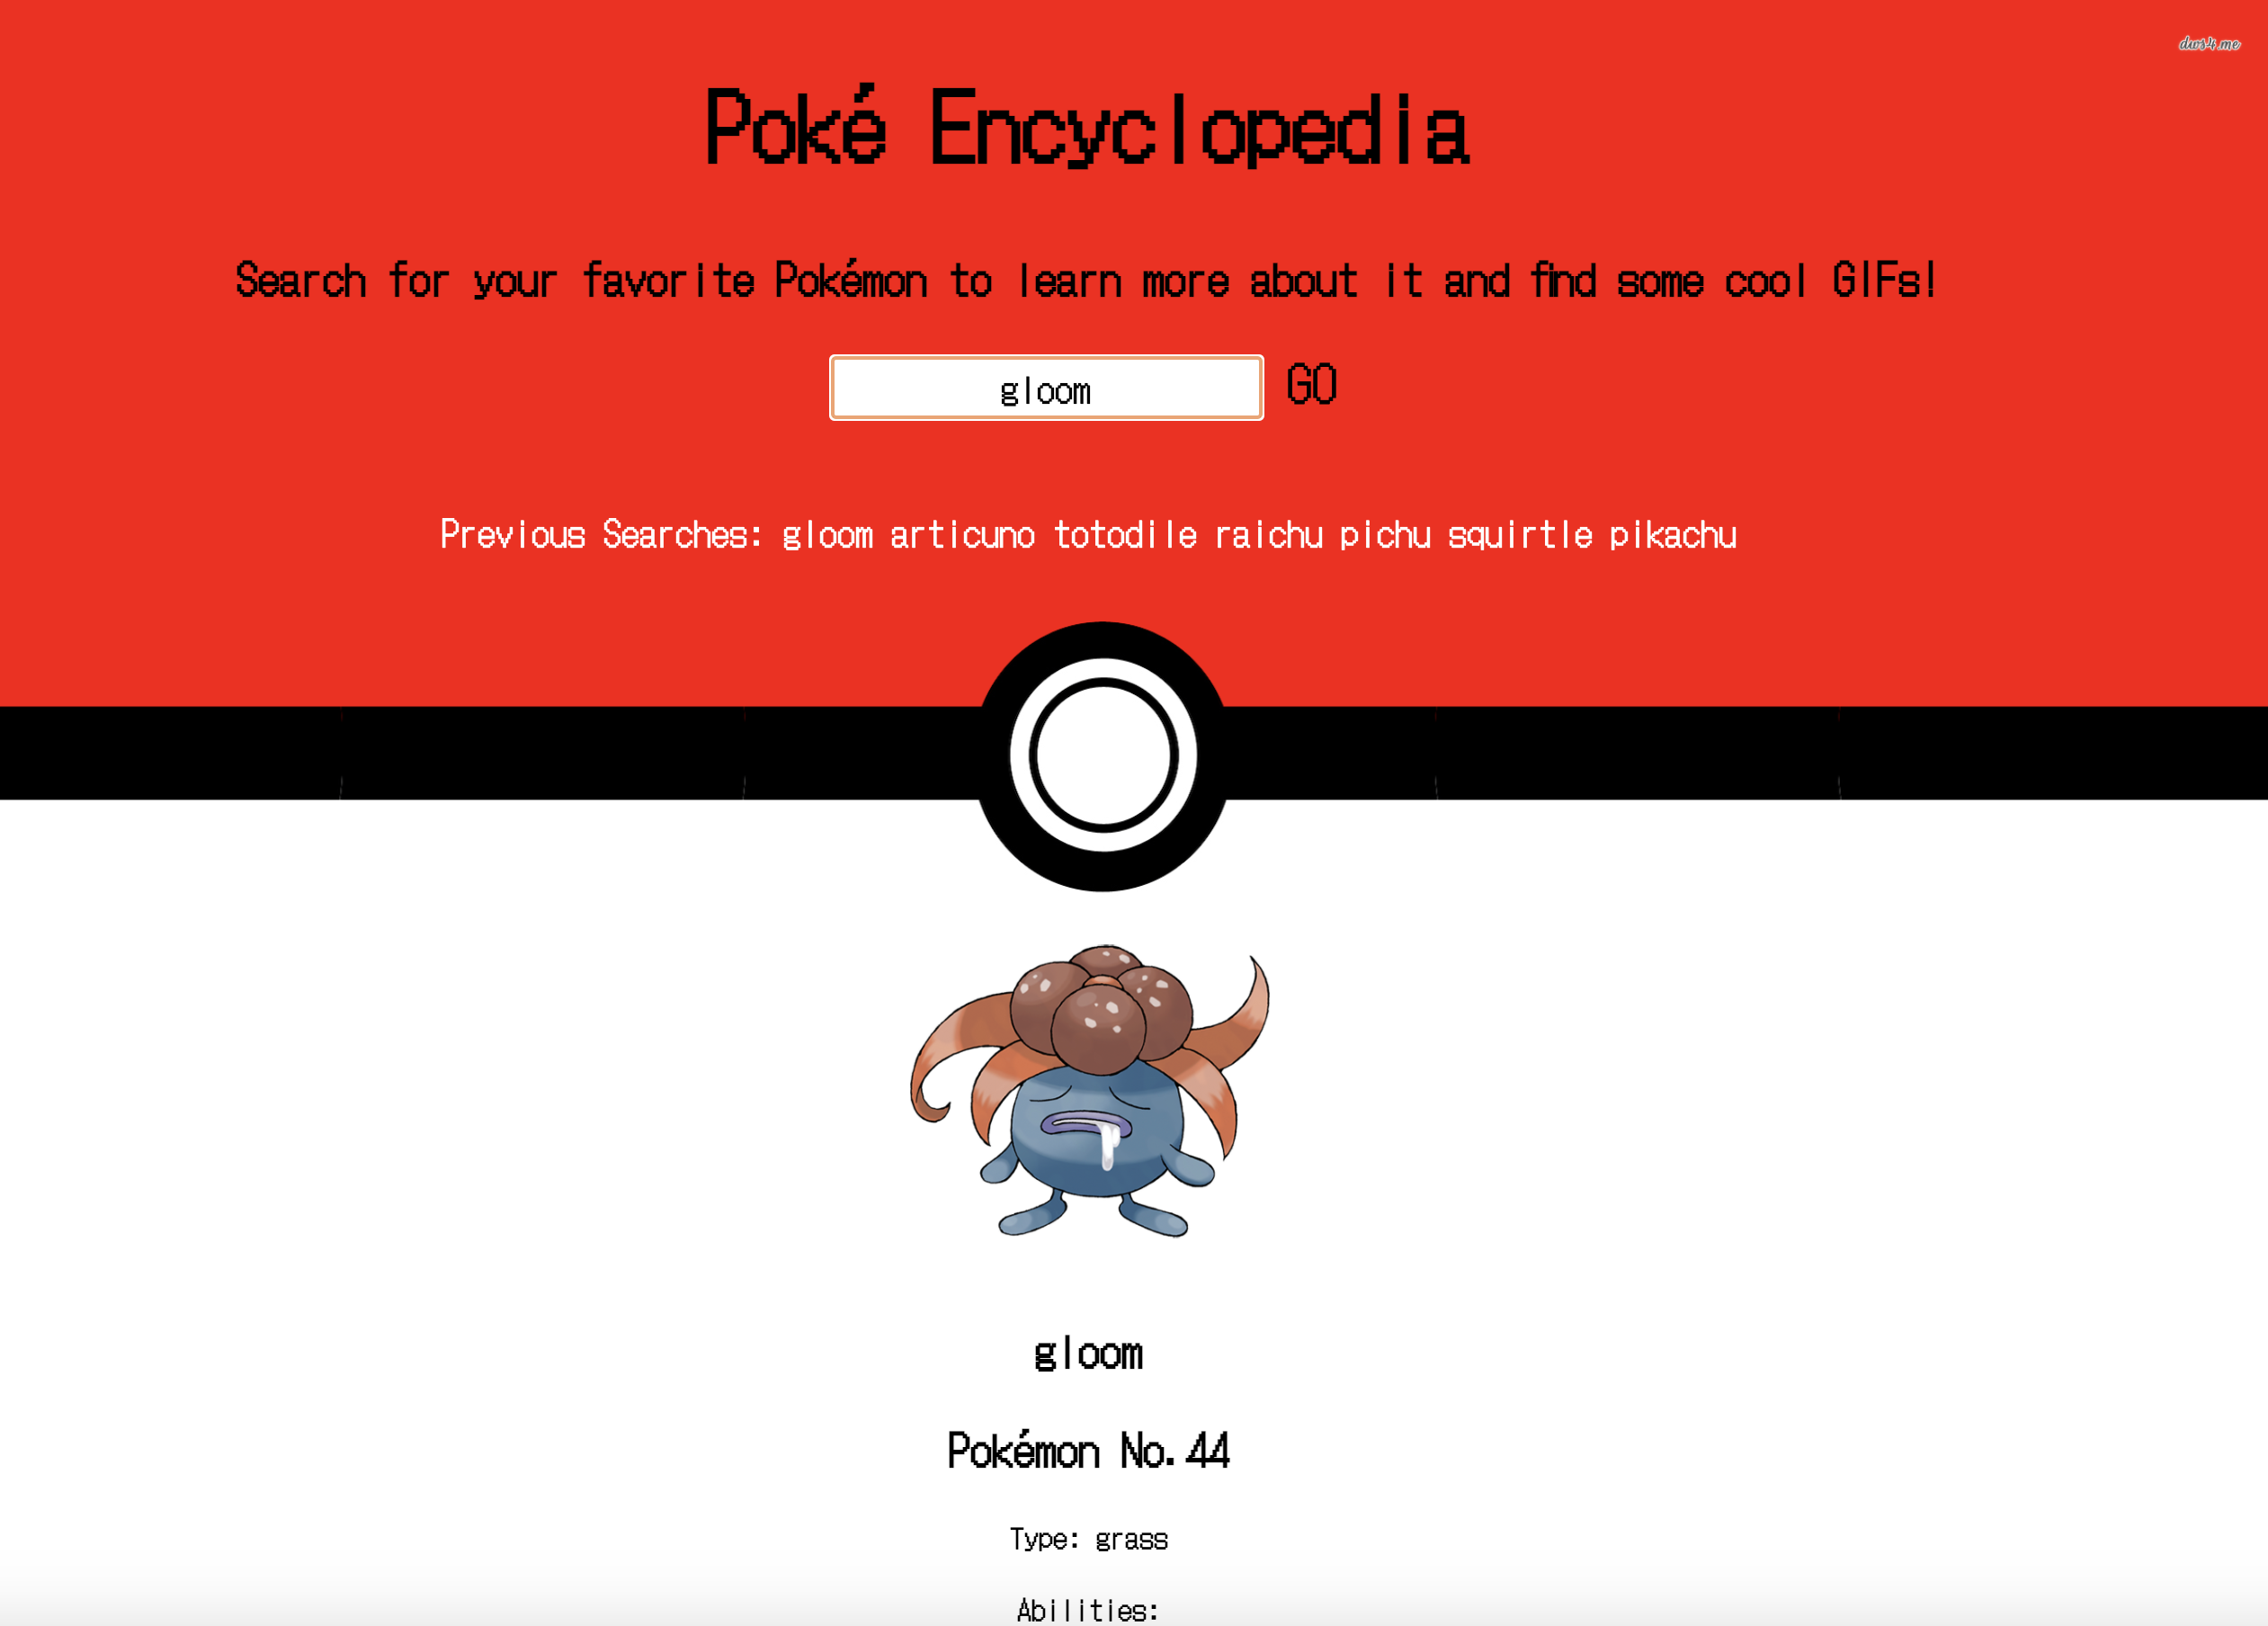 dws4.me
Poké Encyclopedia
Search for your favorite Pokémon to learn more about it and find some cool GIFs!
gloom GO
Previous Searches: gloom articuno totodile raichu pichu squirtle pikachu
gloom
Pokémon No.44
Type: grass
Abilities: